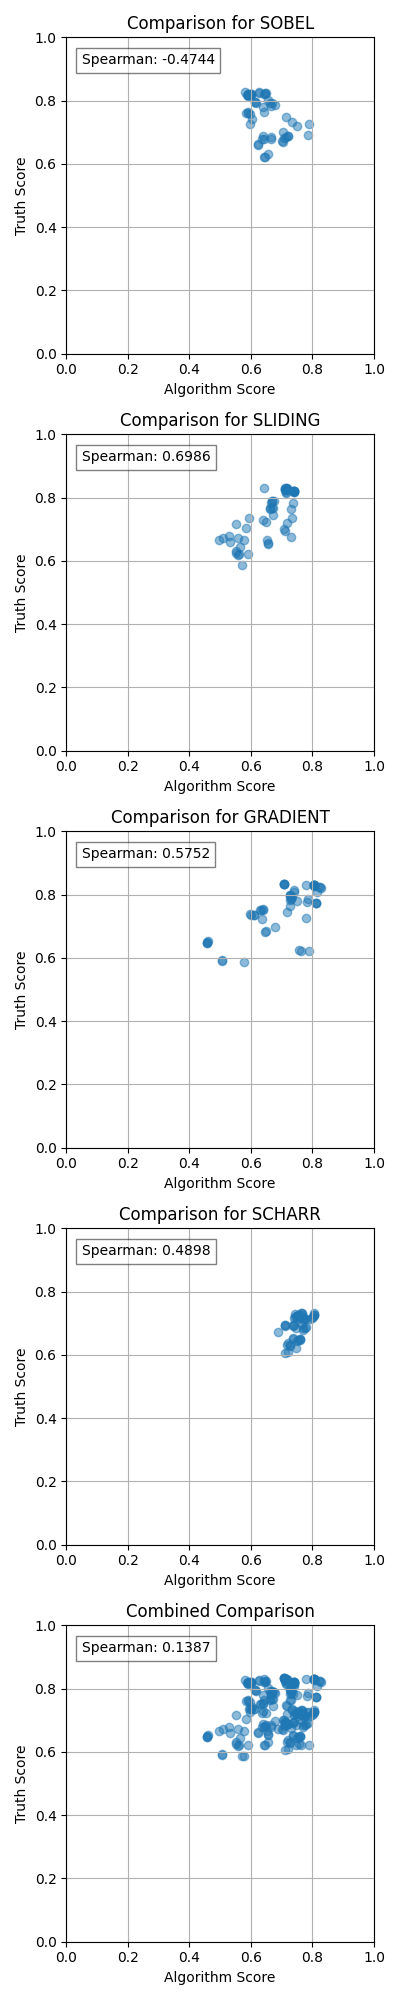 Comparison for SOBEL
Spearman: -0.4744
1.0
0.8
0.6
0.4
0.2
0.0
Truth Score
0.0 0.2 0.4 0.6 0.8 1.0
Algorithm Score
Comparison for SLIDING
Spearman: 0.6986
1.0
0.8
0.6
0.4
0.2
0.0
Truth Score
0.0 0.2 0.4 0.6 0.8 1.0
Algorithm Score
Comparison for GRADIENT
Spearman: 0.5752
1.0
0.8
0.6
0.4
0.2
0.0
Truth Score
0.0 0.2 0.4 0.6 0.8 1.0
Algorithm Score
Comparison for SCHARR
Spearman: 0.4898
1.0
0.8
0.6
0.4
0.2
0.0
Truth Score
0.0 0.2 0.4 0.6 0.8 1.0
Algorithm Score
Combined Comparison
Spearman: 0.1387
1.0
0.8
0.6
0.4
0.2
0.0
Truth Score
0.0 0.2 0.4 0.6 0.8 1.0
Algorithm Score